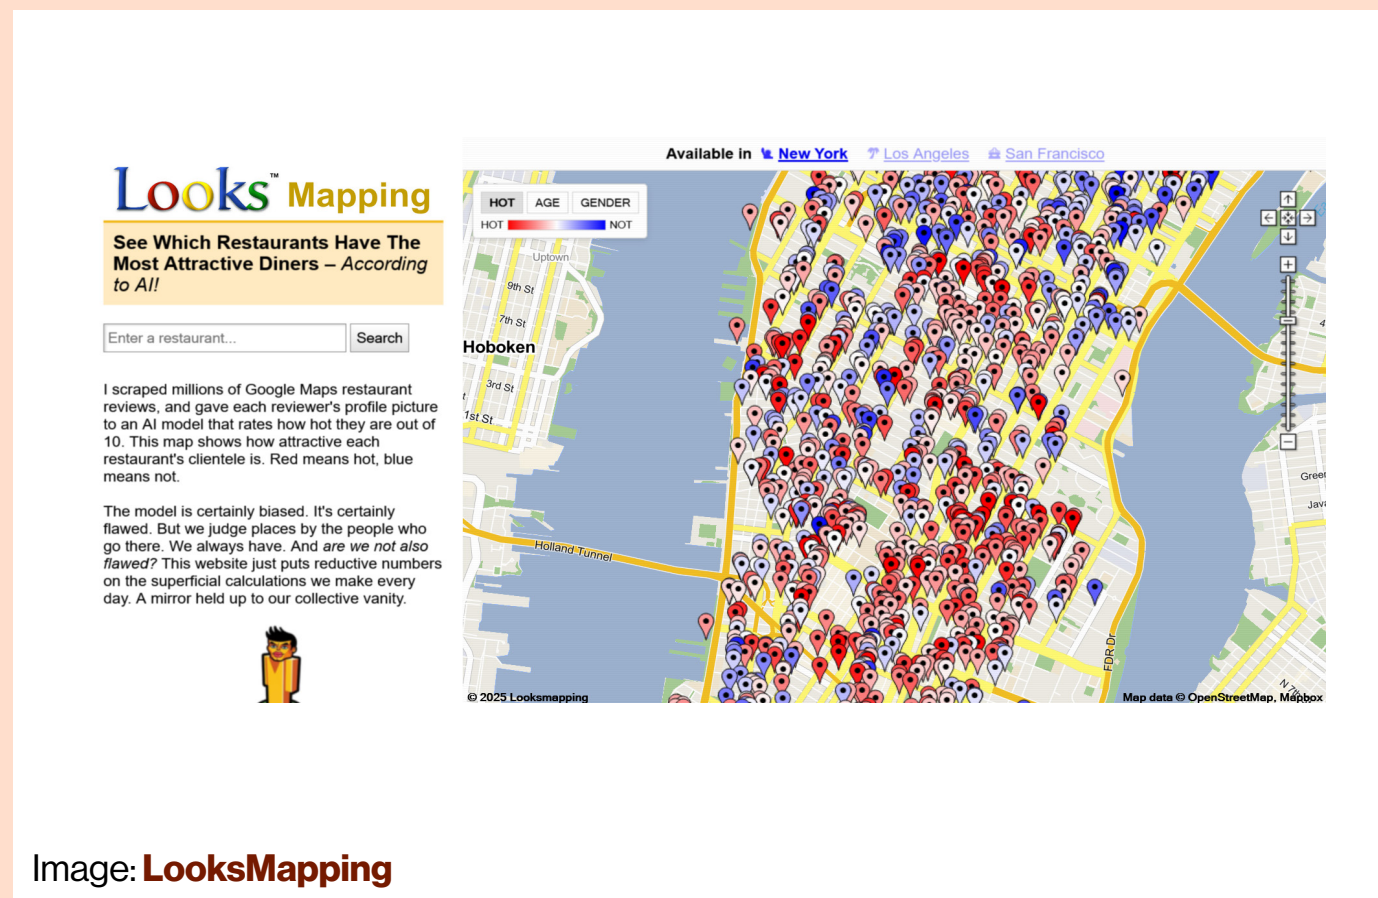 Looks™ Mapping
See Which Restaurants Have The
Most Attractive Diners – According
to AI!
Enter a restaurant...
Search
I scraped millions of Google Maps restaurant
reviews, and gave each reviewer's profile picture
to an AI model that rates how hot they are out of
10. This map shows how attractive each
restaurant's clientele is. Red means hot, blue
means not.
The model is certainly biased. It's certainly
flawed. But we judge places by the people who
go there. We always have. And are we not also
flawed? This website just puts reductive numbers
on the superficial calculations we make every
day. A mirror held up to our collective vanity.
Available in New York Los Angeles San Francisco
HOT AGE GENDER
HOT NOT
Uptown
9th St
7th St
Hoboken
3rd St
1st St
Holland Tunnel
FDR Dr
© 2025 Looksmapping
Map data © OpenStreetMap, Mapbox
Image: LooksMapping